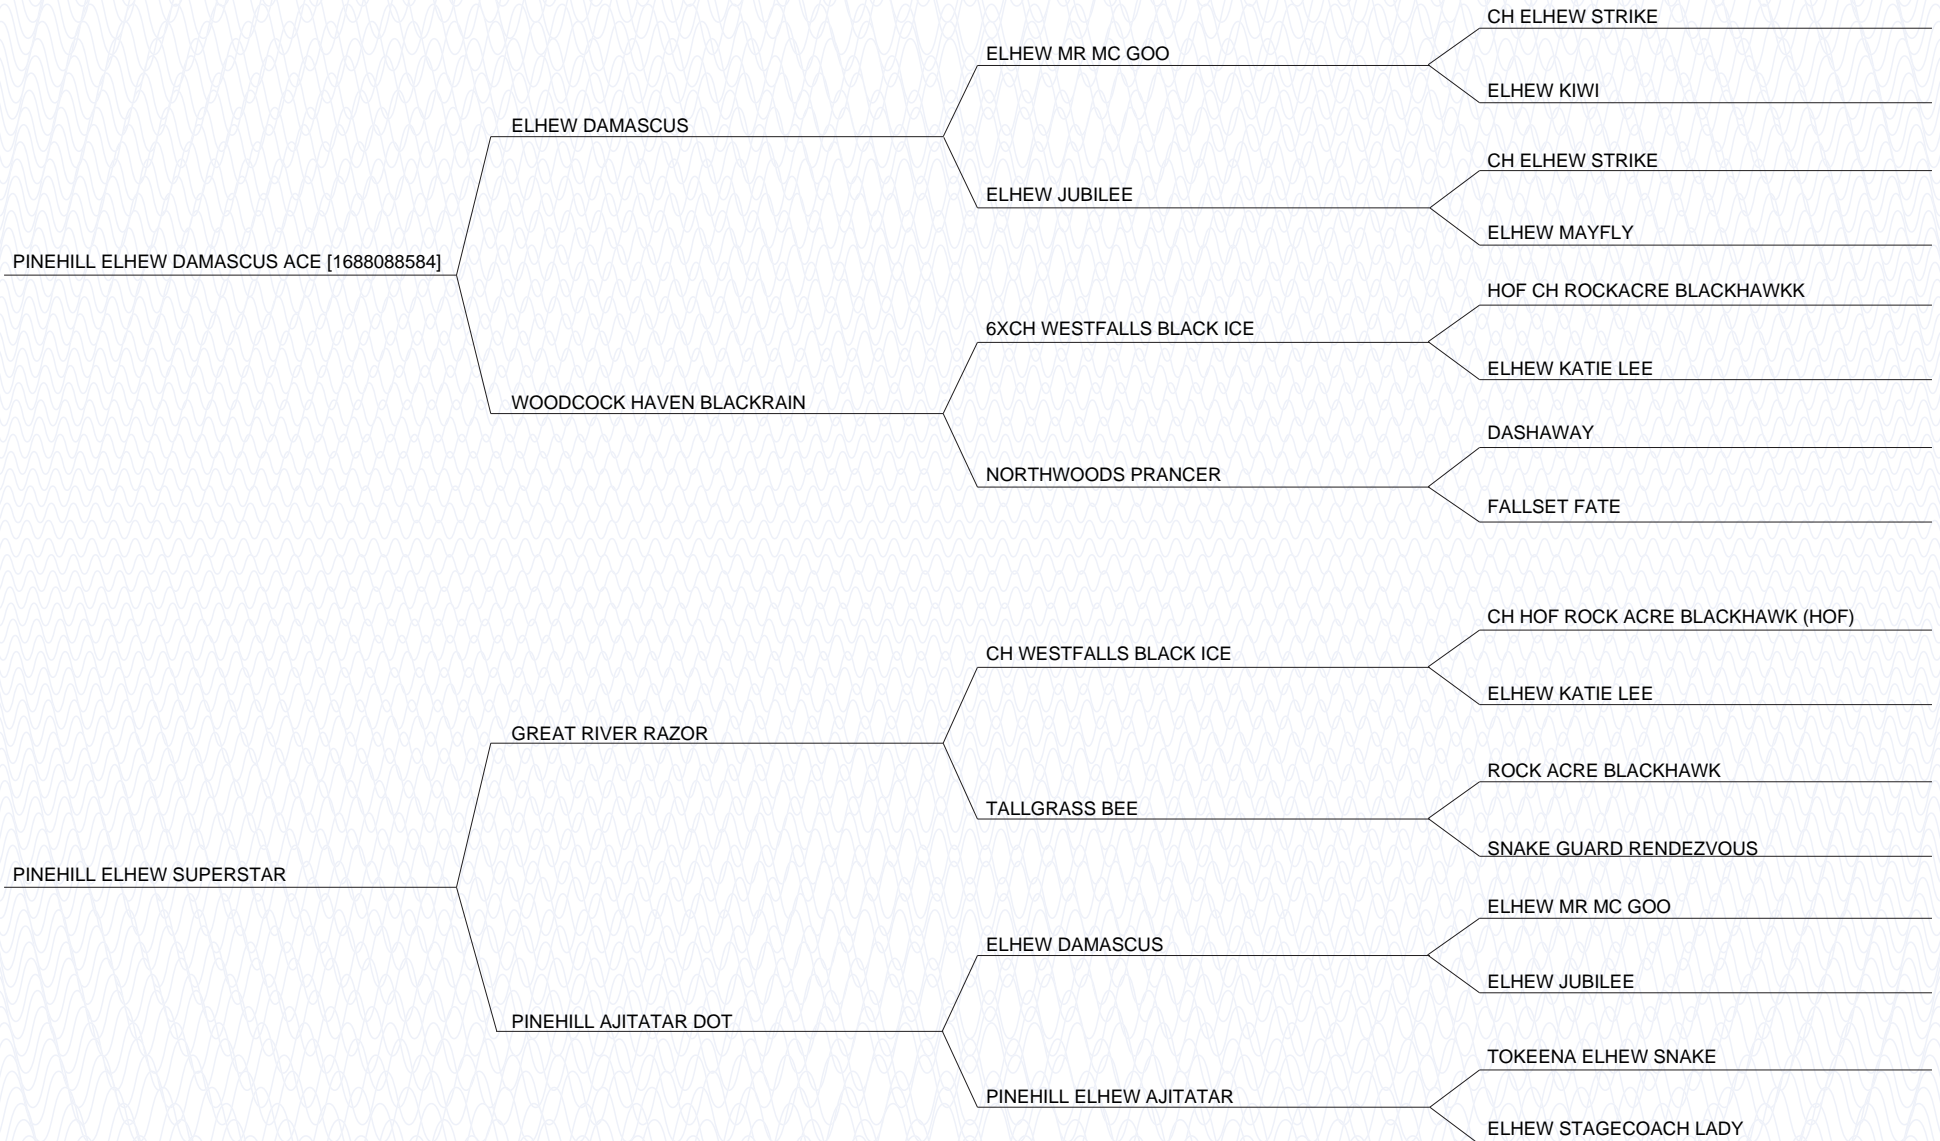 CH ELHEW STRIKE
ELHEW MR MC GOO
ELHEW KIWI
ELHEW DAMASCUS
CH ELHEW STRIKE
ELHEW JUBILEE
ELHEW MAYFLY
PINEHILL ELHEW DAMASCUS ACE [1688088584]
HOF CH ROCKACRE BLACKHAWKK
6XCH WESTFALLS BLACK ICE
ELHEW KATIE LEE
WOODCOCK HAVEN BLACKRAIN
DASHAWAY
NORTHWOODS PRANCER
FALLSET FATE
CH HOF ROCK ACRE BLACKHAWK (HOF)
CH WESTFALLS BLACK ICE
ELHEW KATIE LEE
GREAT RIVER RAZOR
ROCK ACRE BLACKHAWK
TALLGRASS BEE
SNAKE GUARD RENDEZVOUS
PINEHILL ELHEW SUPERSTAR
ELHEW MR MC GOO
ELHEW DAMASCUS
ELHEW JUBILEE
PINEHILL AJITATAR DOT
TOKEENA ELHEW SNAKE
PINEHILL ELHEW AJITATAR
ELHEW STAGECOACH LADY